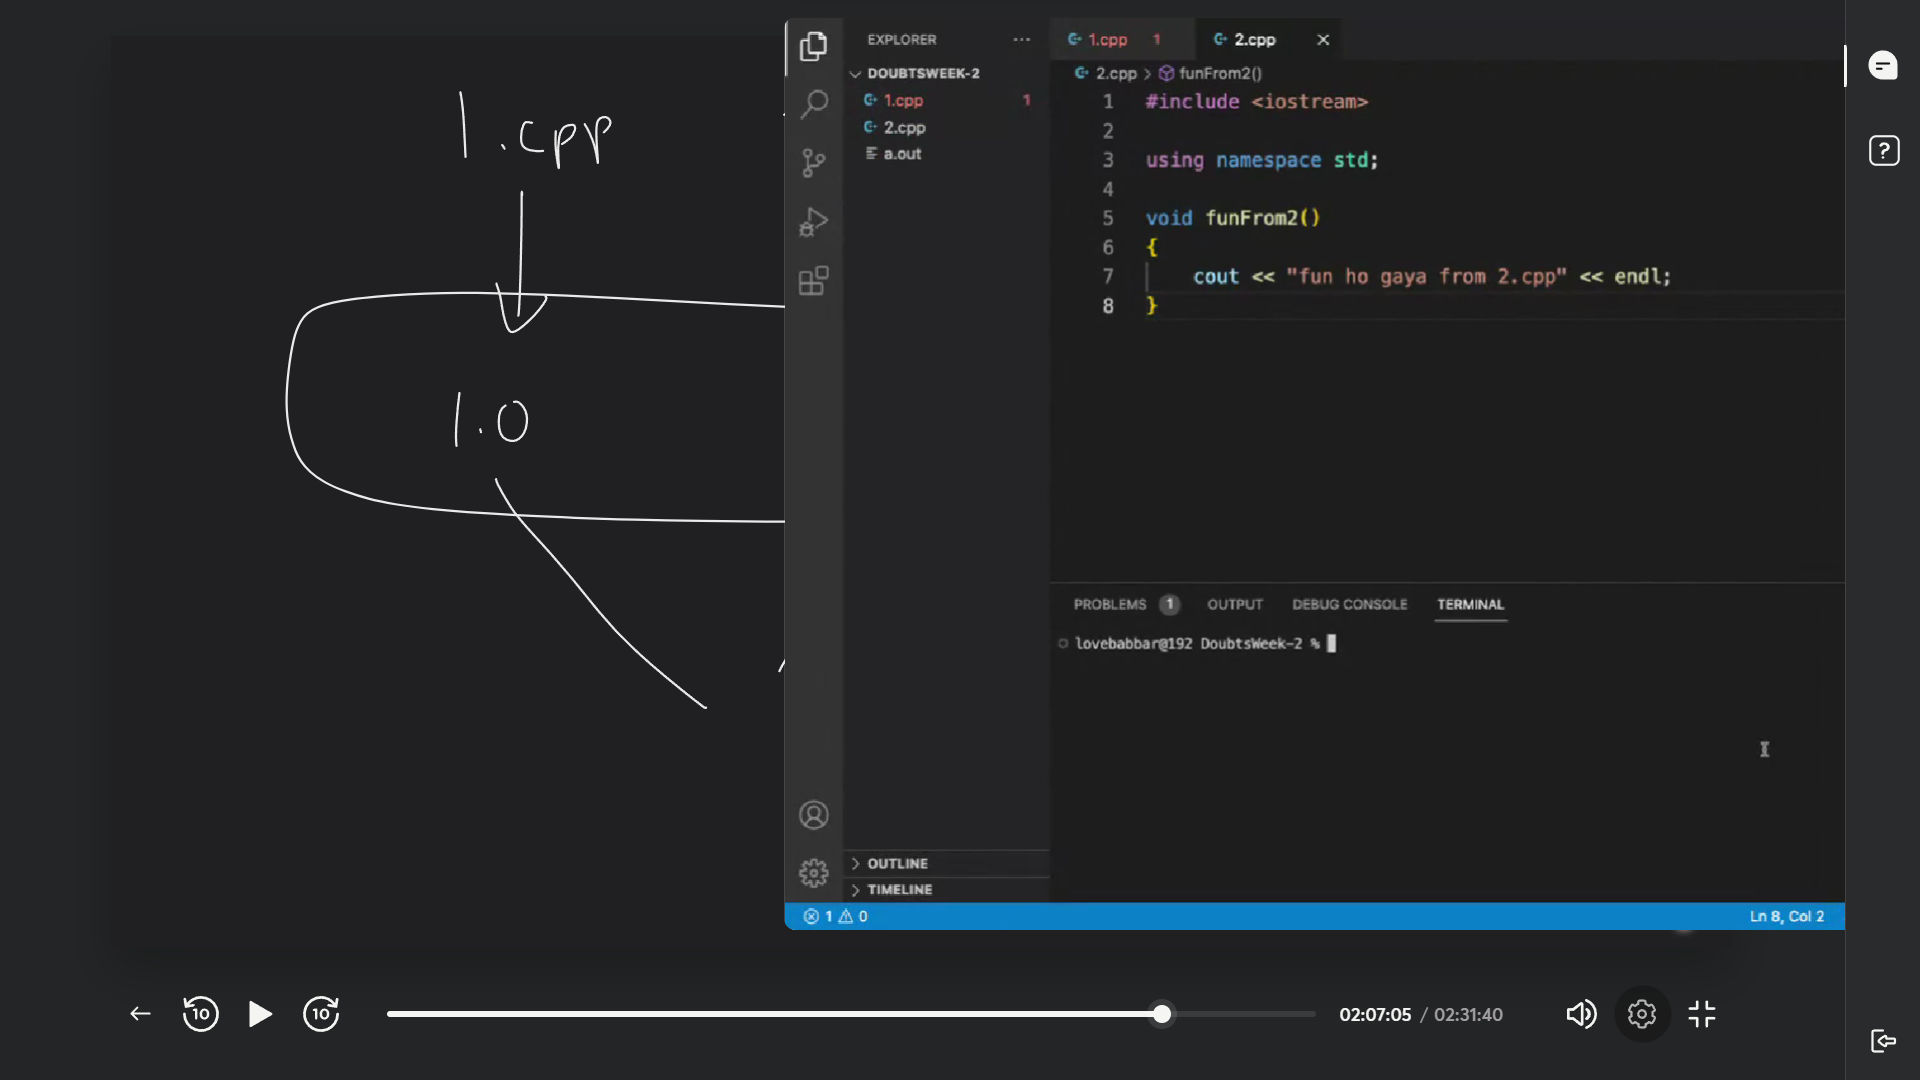 1.cpp
1.0
EXPLORER
DOUBTSWEEK-2
1.cpp 1
2.cpp
a.out
OUTLINE
TIMELINE
1.cpp 1 2.cpp
2.cpp > funFrom2()
1 #include <iostream>
2
3 using namespace std;
4
5 void funFrom2()
6 {
7 cout << "fun ho gaya from 2.cpp" << endl;
8 }
PROBLEMS 1 OUTPUT DEBUG CONSOLE TERMINAL
lovebabbar@192 DoubtsWeek-2 %
1 0 Ln 8, Col 2
10 10 02:07:05 / 02:31:40
?